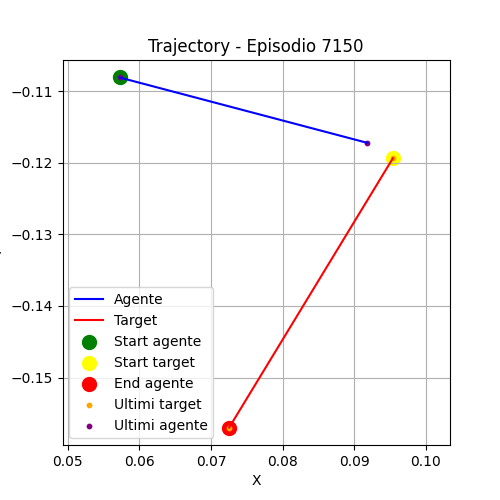 Trajectory - Episodio 7150
−0.11
−0.12
−0.13
−0.14
−0.15
Agente
Target
Start agente
Start target
End agente
Ultimi target
Ultimi agente
0.05 0.06 0.07 0.08 0.09 0.10
X